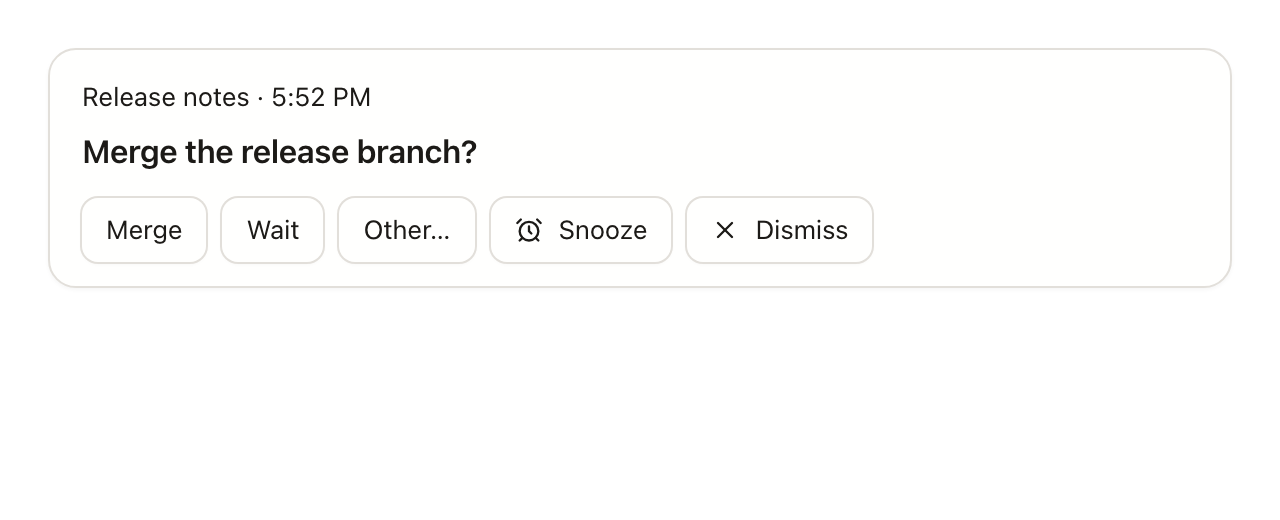 Release notes · 5:52 PM
Merge the release branch?
Merge Wait Other... Snooze Dismiss